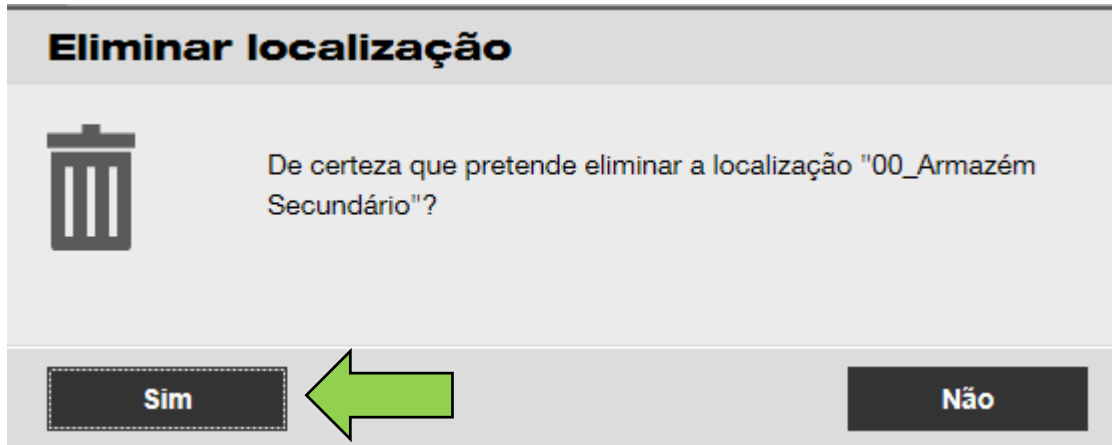 Eliminar localização
De certeza que pretende eliminar a localização "00_Armazém
Secundário"?
Sim
Não